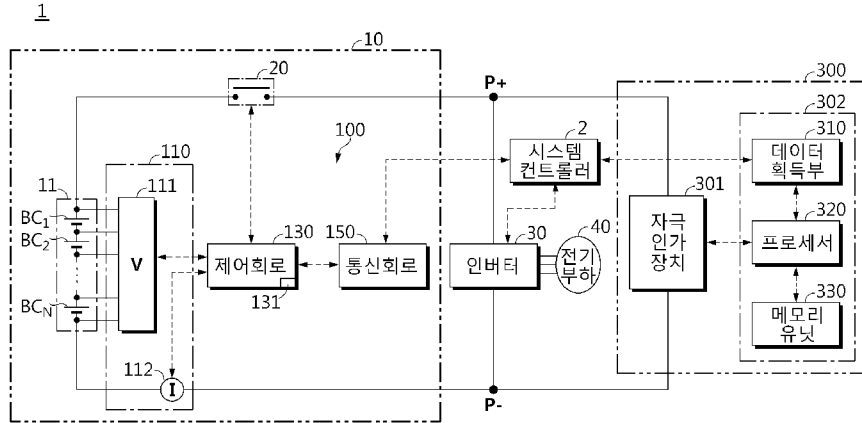 1
10
20
P+
300
302
2
시스템
컨트롤러
310
데이터
획득부
100
110
11
111
BC1
BC2
BCN
V
130
제어회로
131
150
통신회로
30
인버터
40
전기
부하
301
자극
인가
장치
320
프로세서
330
메모리
유닛
112
I
P-